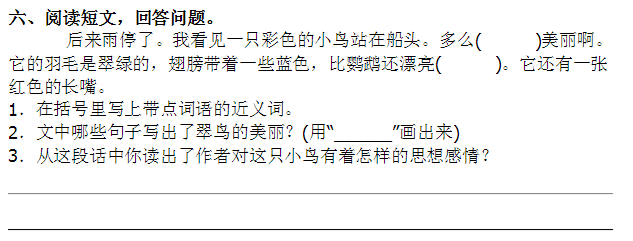 六、阅读短文，回答问题。
后来雨停了。我看见一只彩色的小鸟站在船头。多么(　　　)美丽啊。
它的羽毛是翠绿的，翅膀带着一些蓝色，比鹦鹉还漂亮(　　　)。它还有一张
红色的长嘴。
1．在括号里写上带点词语的近义词。
2．文中哪些句子写出了翠鸟的美丽？(用“______”画出来)
3．从这段话中你读出了作者对这只小鸟有着怎样的思想感情？